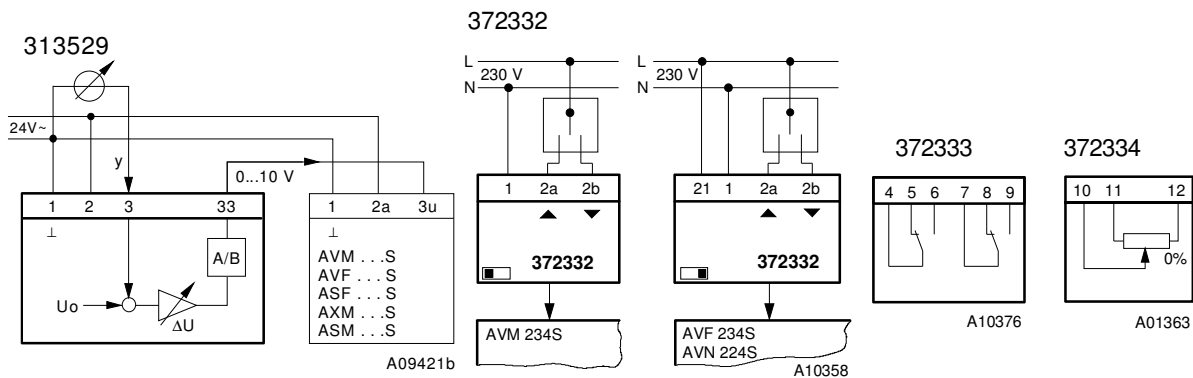 313529
24V~
y
0...10 V
1 2 3 33
⊥
A/B
Uo
ΔU
1 2a 3u
⊥
AVM ...S
AVF ...S
ASF ...S
AXM ...S
ASM ...S
A09421b
372332
L
230 V
N
1 2a 2b
372332
AVM 234S
L
230 V
N
21 1 2a 2b
372332
AVF 234S
AVN 224S
A10358
372333
4 5 6 7 8 9
A10376
372334
10 11 12
0%
A01363